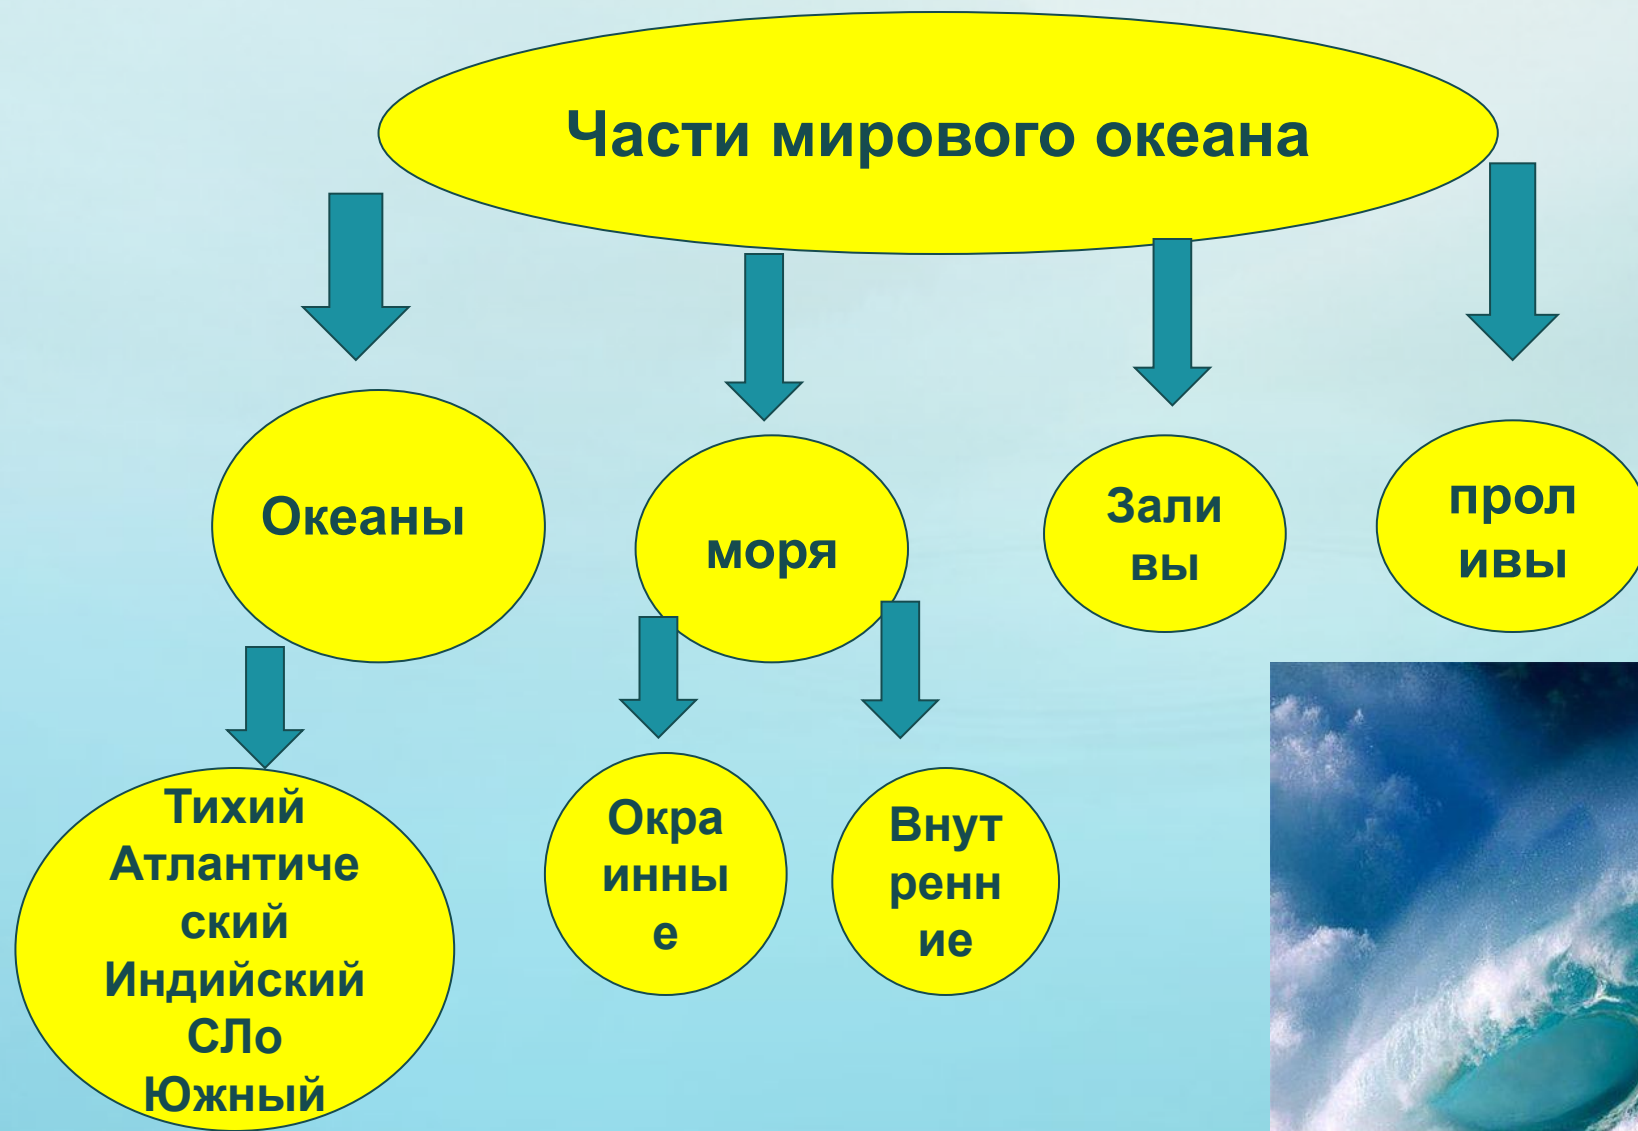 Части мирового океана
Океаны
моря
Зали
вы
прол
ивы
Тихий
Атлантиче
ский
Индийский
СЛо
Южный
Окра
инны
е
Внут
ренн
ие